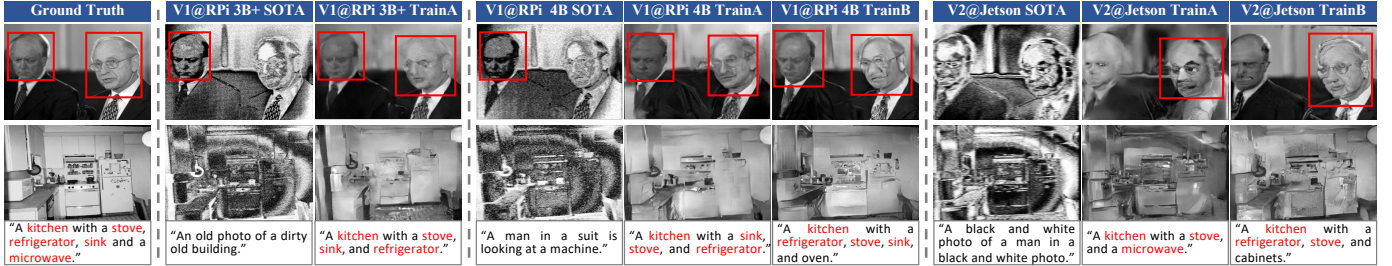 Ground Truth
V1@RPi 3B+ SOTA
V1@RPi 3B+ TrainA
V1@RPi 4B SOTA
V1@RPi 4B TrainA
V1@RPi 4B TrainB
V2@Jetson SOTA
V2@Jetson TrainA
V2@Jetson TrainB
“A kitchen with a stove,
refrigerator, sink and a
microwave.”
“An old photo of a dirty
old building.”
“A kitchen with a stove,
sink, and refrigerator.”
“A man in a suit is
looking at a machine.”
“A kitchen with a sink,
stove, and refrigerator.”
“A kitchen with a
refrigerator, stove, sink,
and oven.”
“A black and white
photo of a man in a
black and white photo.”
“A kitchen with a stove,
and a microwave.”
“A kitchen with a
refrigerator, stove, and
cabinets.”